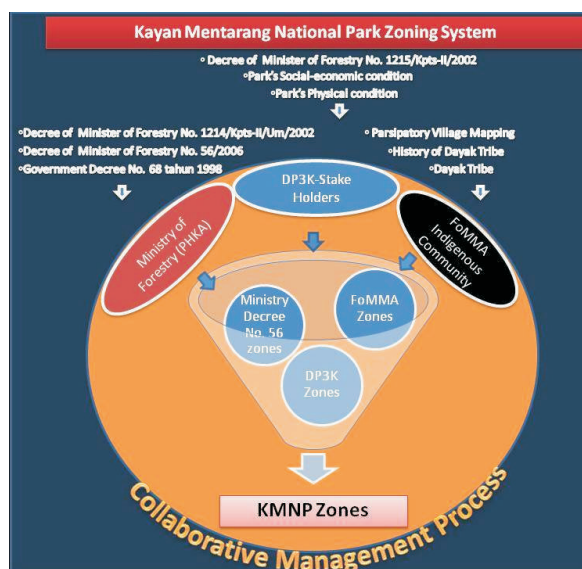 Kayan Mentarang National Park Zoning System
◦ Decree of Minister of Forestry No. 1215/Kpts-II/2002
◦Park's Social-economic condition
◦Park's Physical condition
◦Decree of Minister of Forestry No. 1214/Kpts-II/Um/2002
◦Decree of Minister of Forestry No. 56/2006
◦Government Decree No. 68 tahun 1998
◦Parsipatory Village Mapping
◦History of Dayak Tribe
◦Dayak Tribe
DP3K-Stake
Holders
Ministry of
Forestry (PHKA)
FoMMA
Indigenous
Community
Ministry
Decree
No. 56
zones
FoMMA
Zones
DP3K
Zones
KMNP Zones
Collaborative Management Process